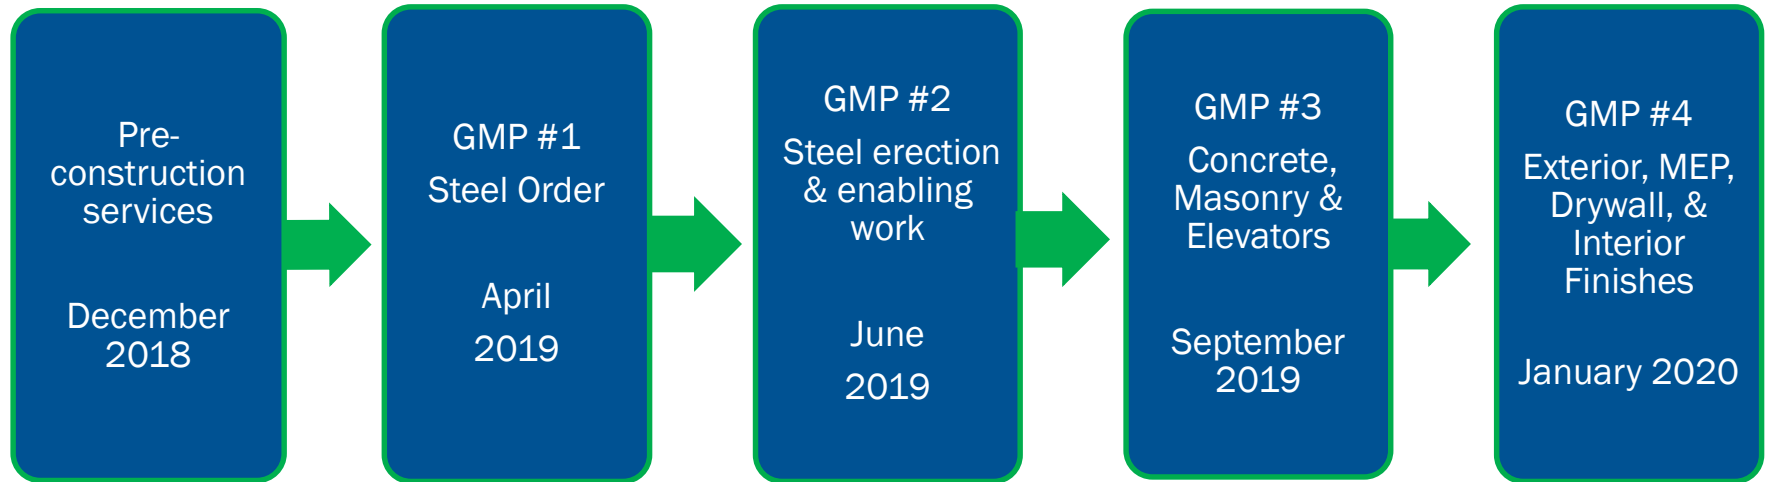 Pre-
construction
services
December
2018
GMP #1
Steel Order
April
2019
GMP #2
Steel erection
& enabling
work
June
2019
GMP #3
Concrete,
Masonry &
Elevators
September
2019
GMP #4
Exterior, MEP,
Drywall, &
Interior
Finishes
January 2020